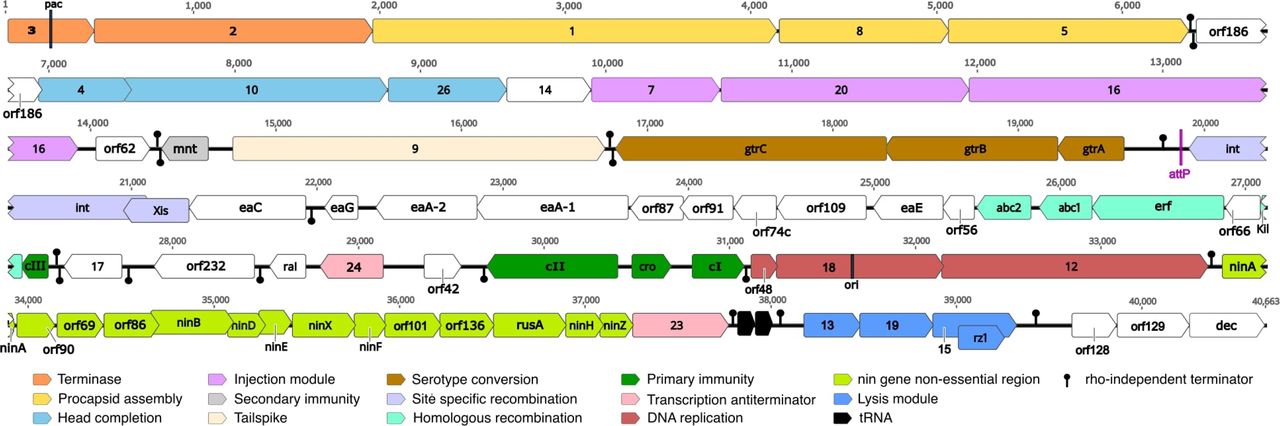 1 1,000 2,000 3,000 4,000 5,000 6,000
pac
3 2 1 8 5 orf186
7,000 8,000 9,000 10,000 11,000 12,000 13,000
4 10 26 14 7 20 16
orf186
14,000 15,000 16,000 17,000 18,000 19,000 20,000
16 orf62 mnt 9 gtrC gtrB gtrA int
attP
21,000 22,000 23,000 24,000 25,000 26,000 27,000
int Xis eaC eaG eaA-2 eaA-1 orf87 orf91 orf109 eaE abc2 abc1 erf
orf74c orf56 orf66 Kil
28,000 29,000 30,000 31,000 32,000 33,000
cIII 17 orf232 ral 24 cII cro cI 18 12 ninA
orf42 orf48 ori
34,000 35,000 36,000 37,000 38,000 39,000 40,000 40,663
orf69 orf86 ninB ninD ninX orf101 orf136 rusA ninH ninZ 23 13 19 rz1 orf129 dec
ninA orf90 ninE ninF 15 orf128
Terminase Injection module Serotype conversion Primary immunity nin gene non-essential region rho-independent terminator
Procapsid assembly Secondary immunity Site specific recombination Transcription antiterminator Lysis module
Head completion Tailspike Homologous recombination DNA replication tRNA